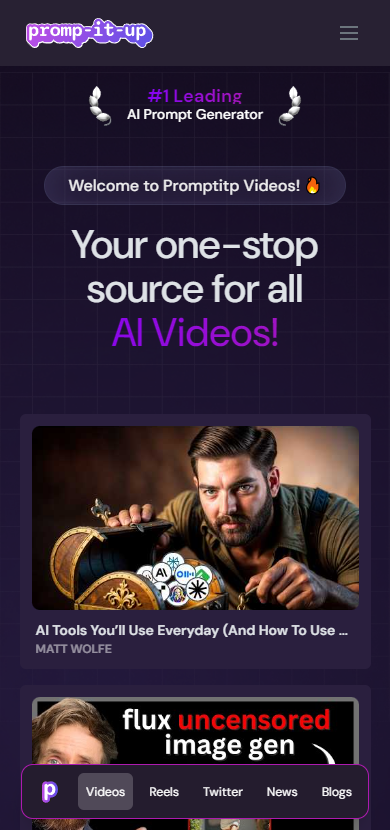 promp-it-up
#1 Leading
AI Prompt Generator
Welcome to Promptitp Videos! 🔥
Your one-stop
source for all
AI Videos!
AI Tools You'll Use Everyday (And How To Use ...
MATT WOLFE
flux uncensored
image gen
p
Videos
Reels
Twitter
News
Blogs